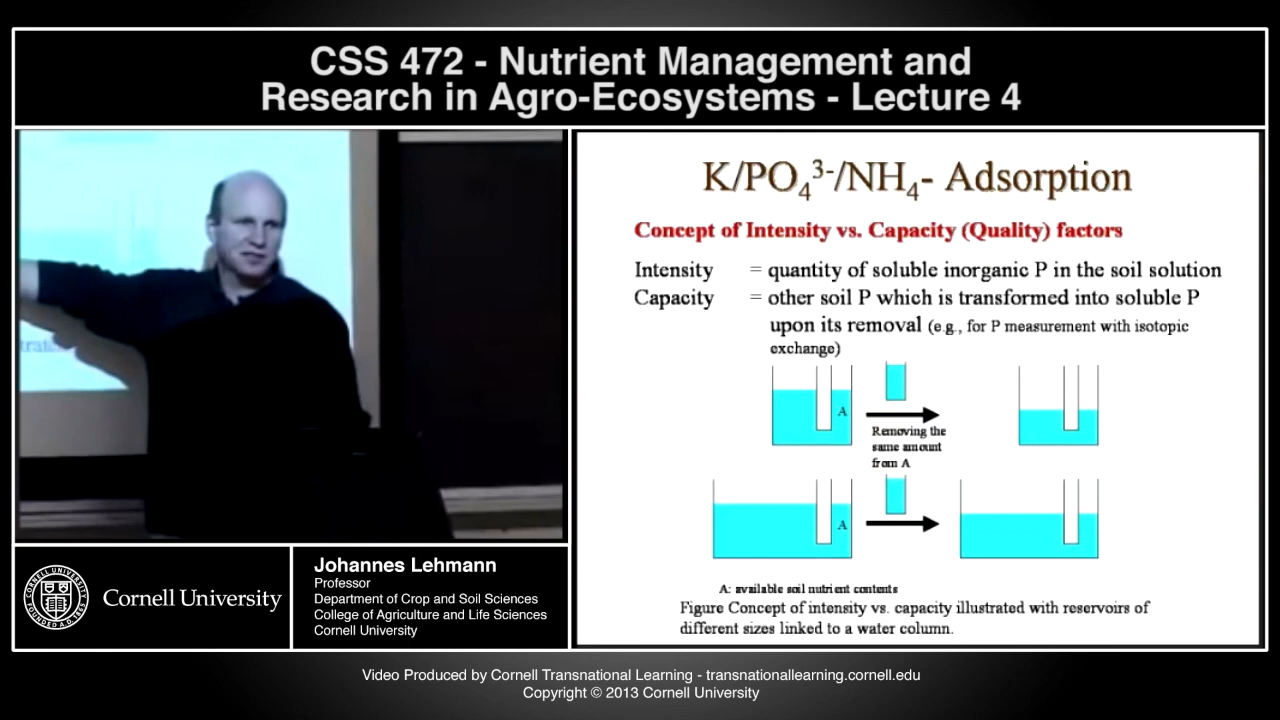 CSS 472 - Nutrient Management and
Research in Agro-Ecosystems - Lecture 4
K/PO₄³⁻/NH₄- Adsorption
Concept of Intensity vs. Capacity (Quality) factors
Intensity = quantity of soluble inorganic P in the soil solution
Capacity = other soil P which is transformed into soluble P
upon its removal (e.g., for P measurement with isotopic
exchange)
A
Removing the
same amount
from A
A
A: available soil nutrient contents
Figure Concept of intensity vs. capacity illustrated with reservoirs of
different sizes linked to a water column.
Cornell University
Johannes Lehmann
Professor
Department of Crop and Soil Sciences
College of Agriculture and Life Sciences
Cornell University
Video Produced by Cornell Transnational Learning - transnationallearning.cornell.edu
Copyright © 2013 Cornell University